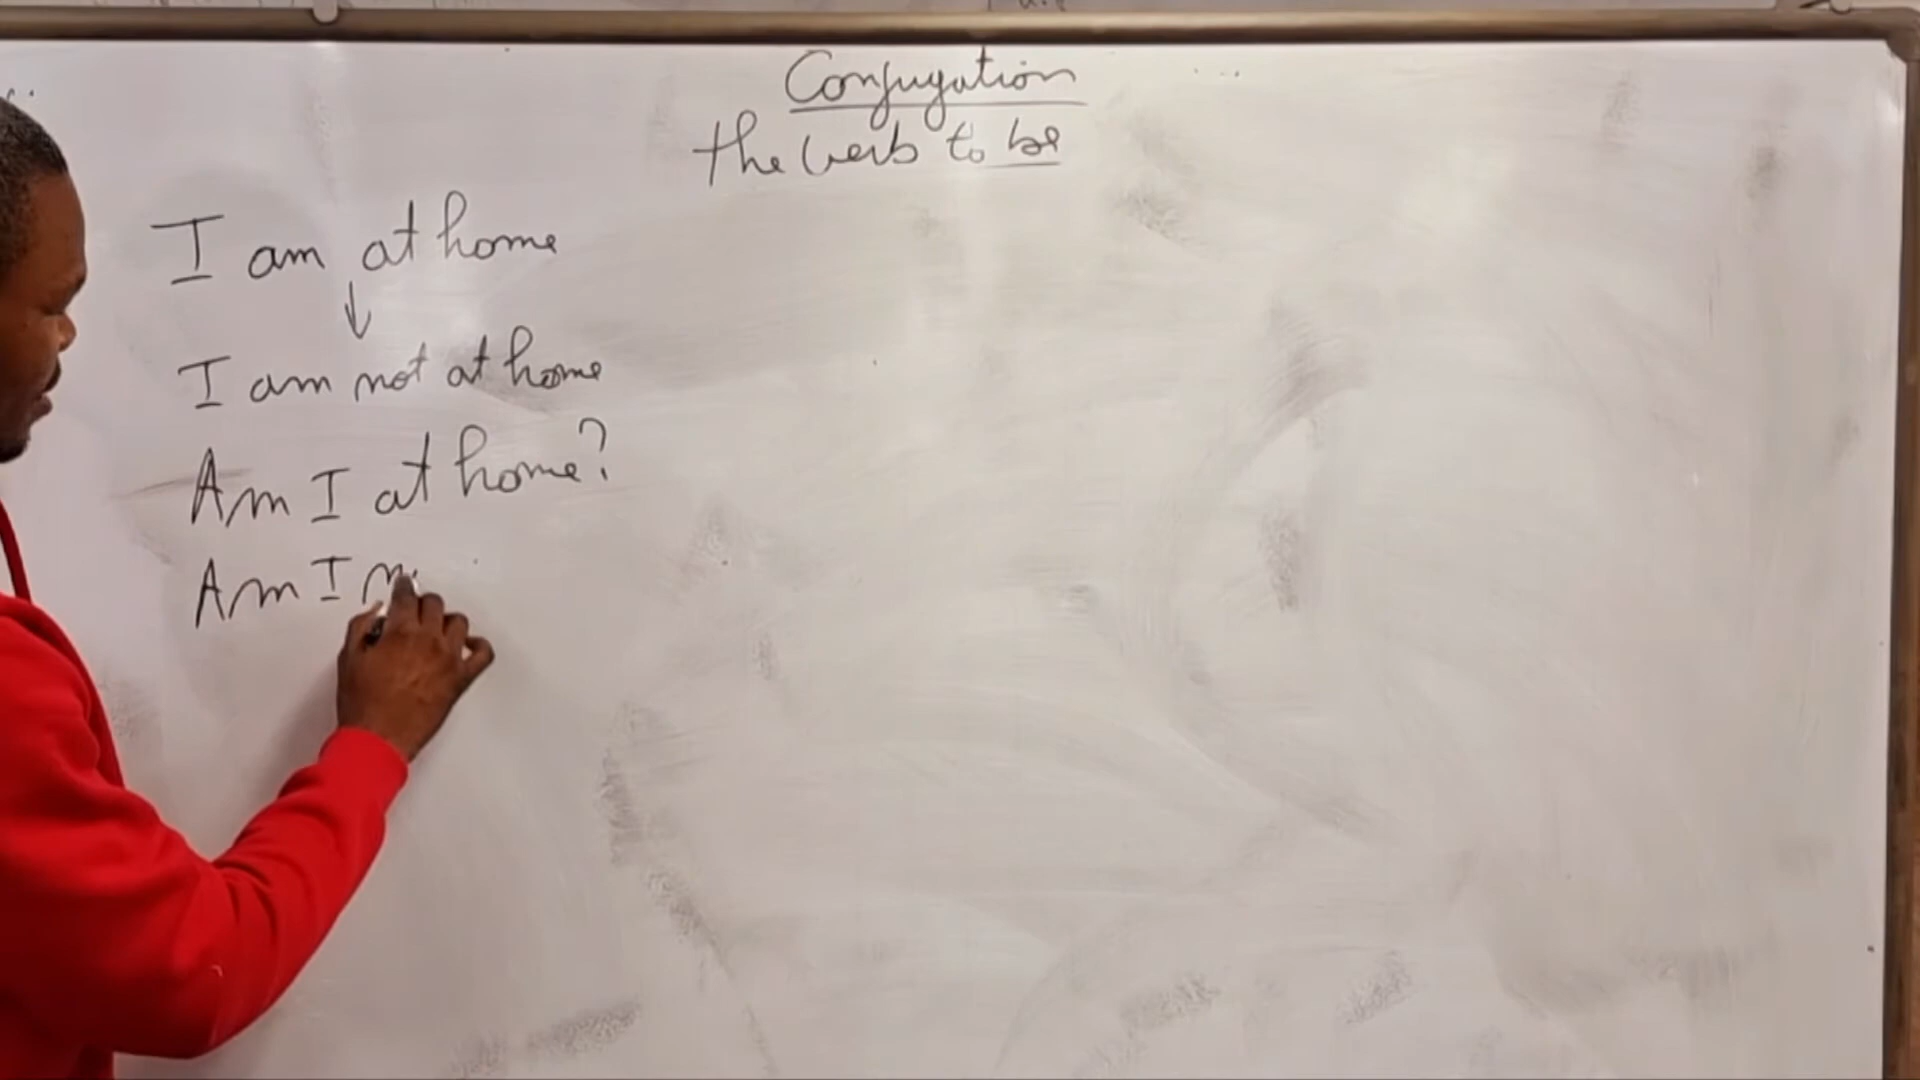 Conjugation
the verb to be
I am at home
↓
I am not at home
Am I at home?
Am I n